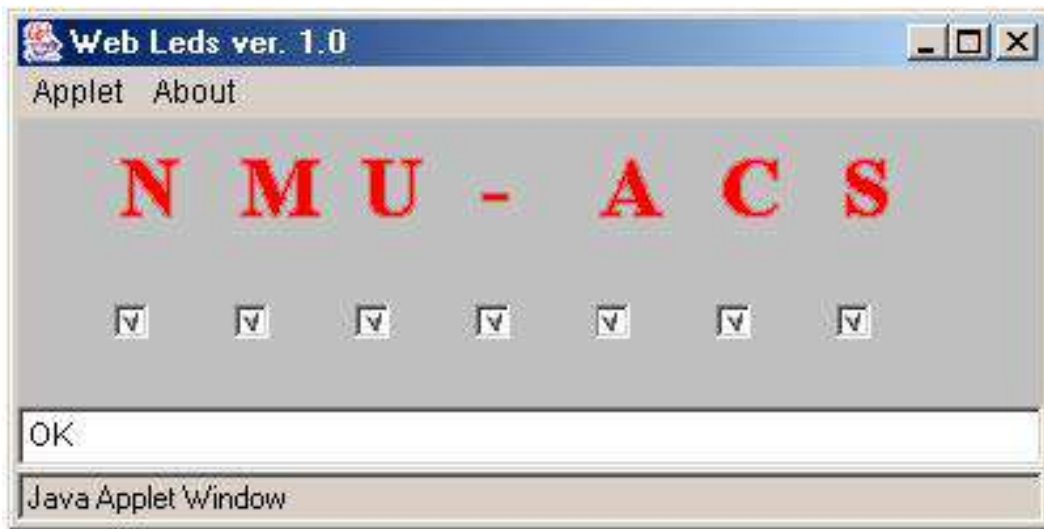 Web Leds ver. 1.0
Applet About
N M U - A C S
OK
Java Applet Window